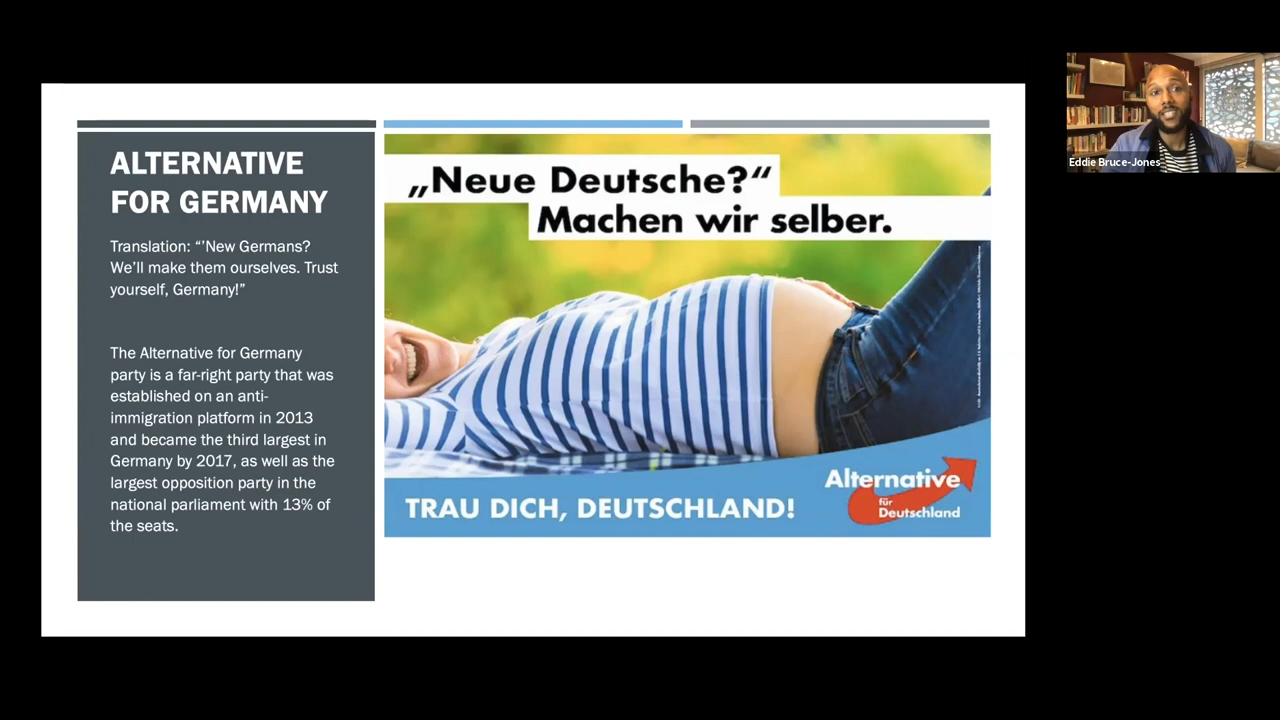 ALTERNATIVE
FOR GERMANY
Translation: “’New Germans?
We’ll make them ourselves. Trust
yourself, Germany!”
The Alternative for Germany
party is a far-right party that was
established on an anti-
immigration platform in 2013
and became the third largest in
Germany by 2017, as well as the
largest opposition party in the
national parliament with 13% of
the seats.
„Neue Deutsche?“
Machen wir selber.
TRAU DICH, DEUTSCHLAND!
Alternative
für
Deutschland
Eddie Bruce-Jones